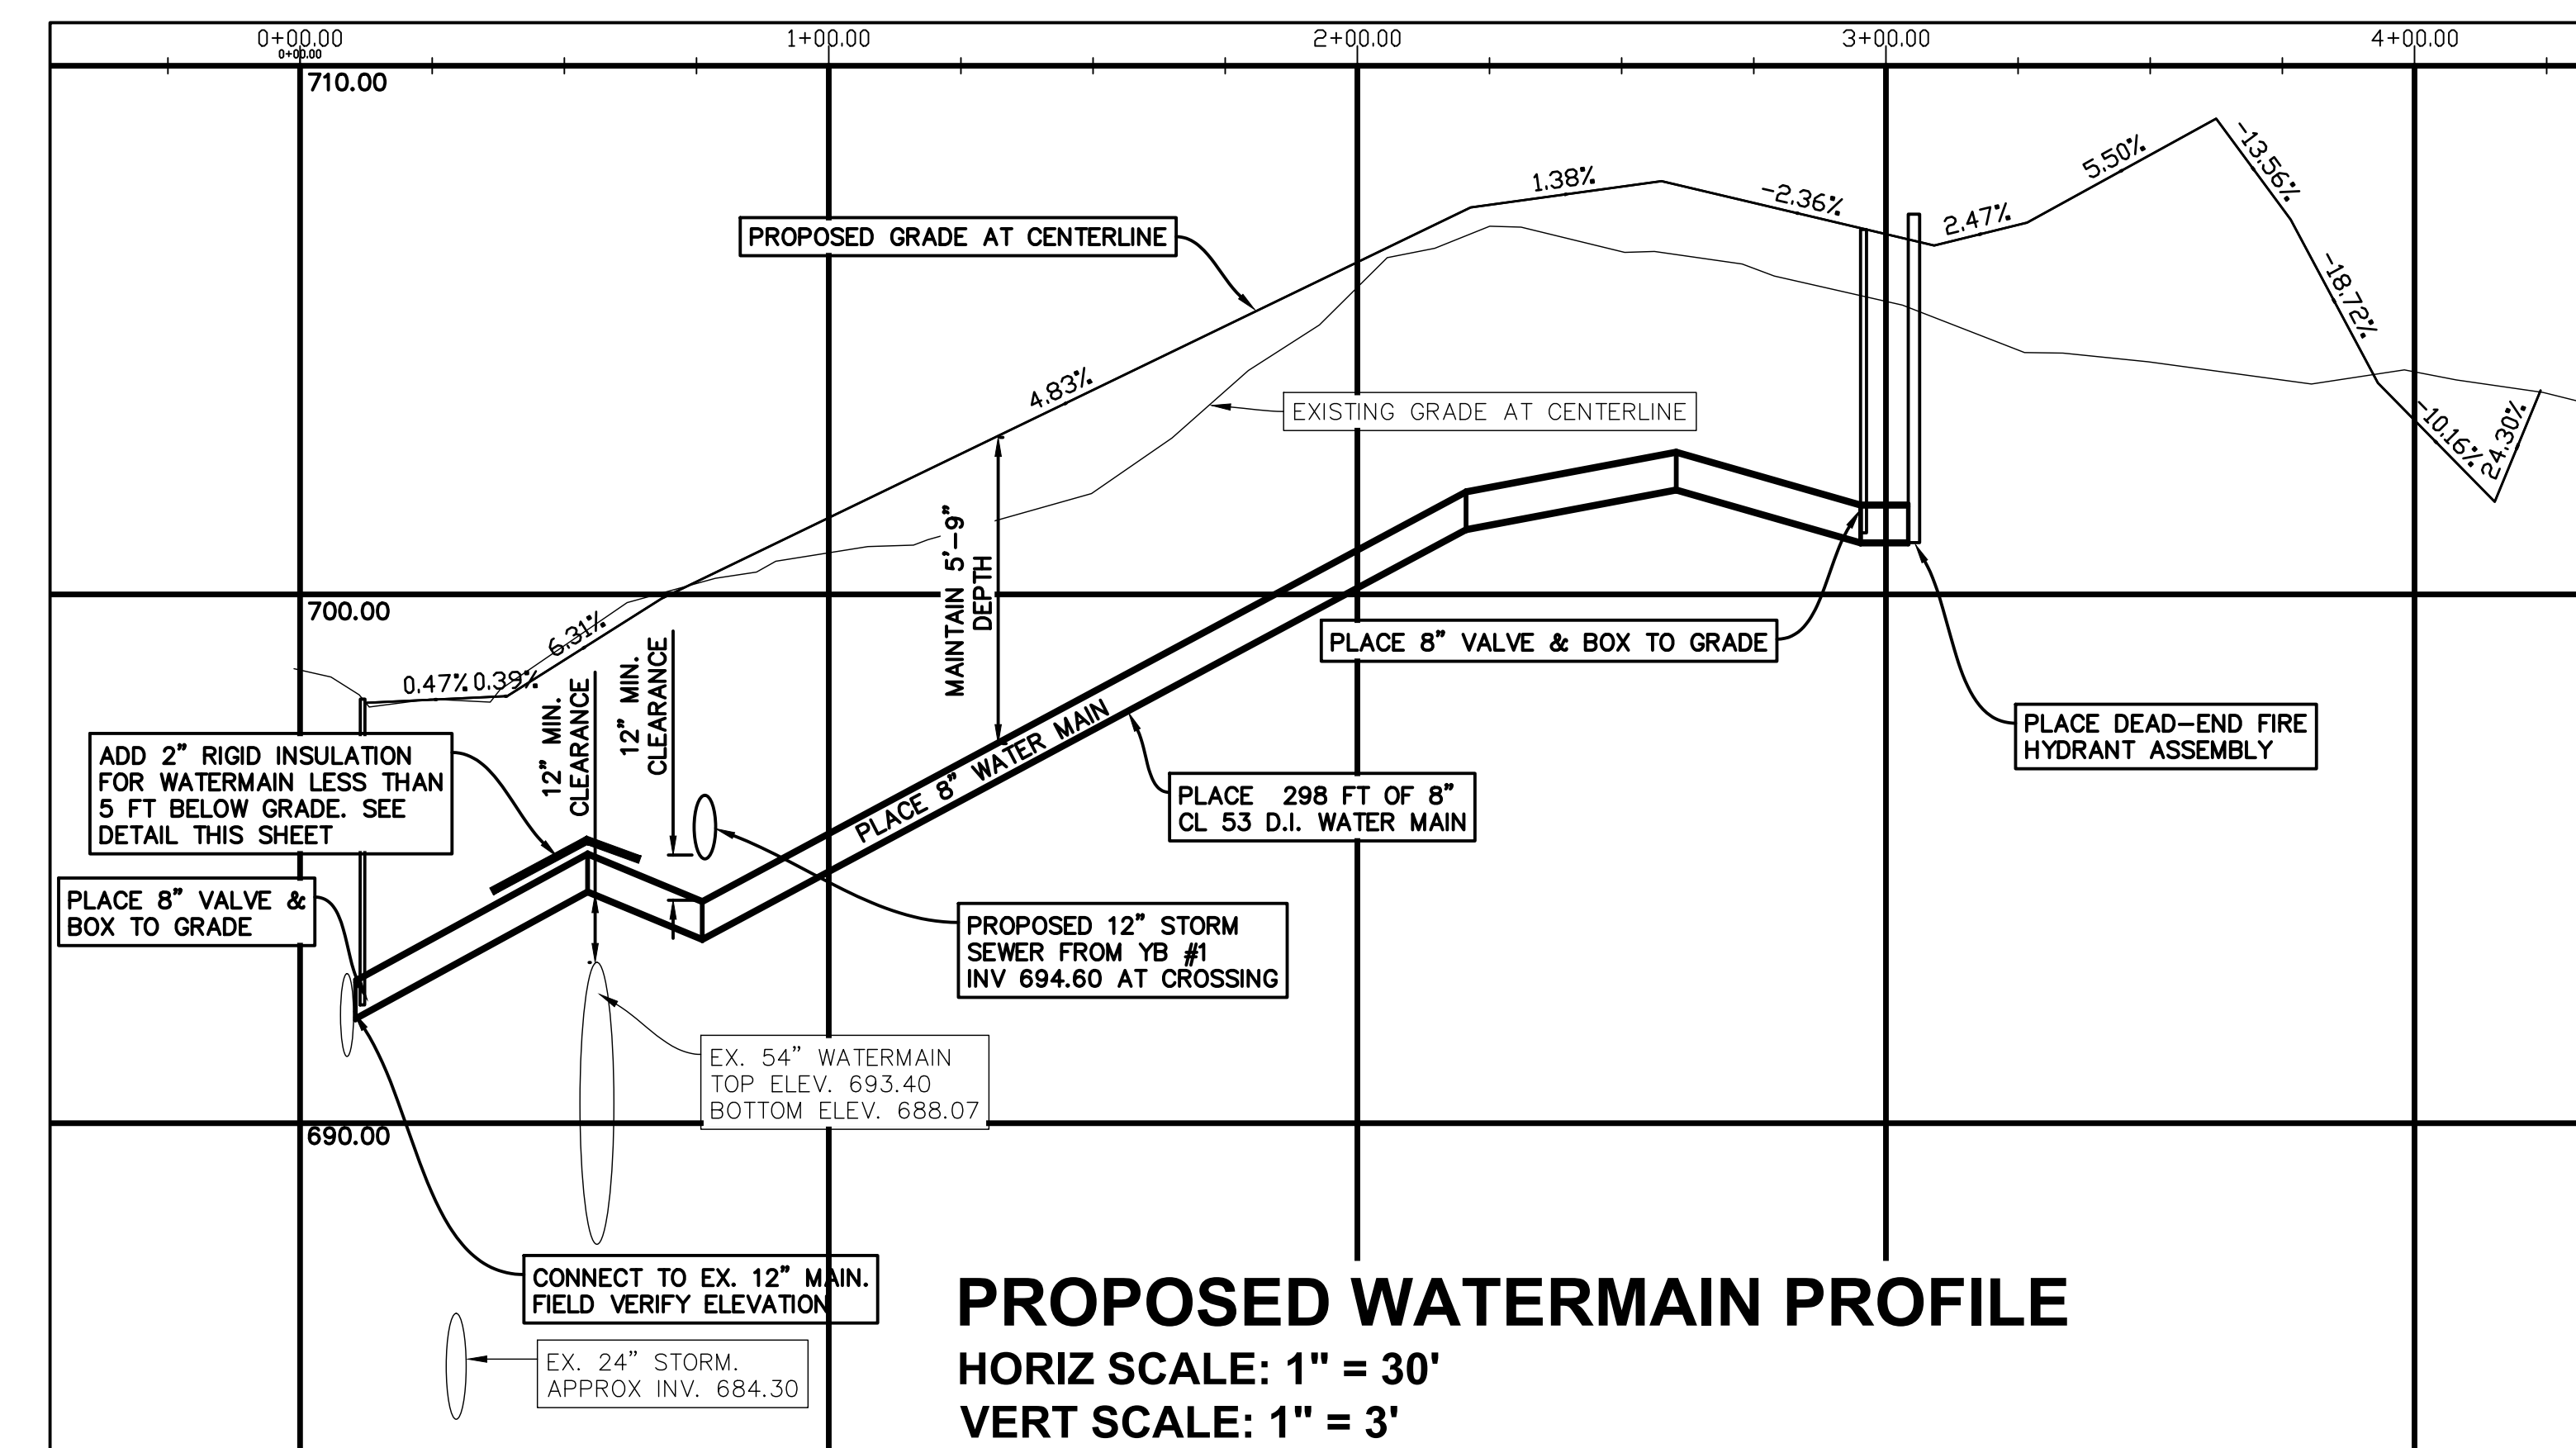 0+00.00 1+00.00 2+00.00 3+00.00 4+00.00
0+00.00
710.00
-13.56%
5.50%
1.38%
-2.36%
2.47%
PROPOSED GRADE AT CENTERLINE
-18.72%
4.83%
EXISTING GRADE AT CENTERLINE
-10.16%
24.30%
MAINTAIN 5'-9"
DEPTH
700.00
6.31%
0.47% 0.39%
12" MIN.
CLEARANCE
12" MIN.
CLEARANCE
PLACE 8" VALVE & BOX TO GRADE
PLACE DEAD-END FIRE
HYDRANT ASSEMBLY
ADD 2" RIGID INSULATION
FOR WATERMAIN LESS THAN
5 FT BELOW GRADE. SEE
DETAIL THIS SHEET
PLACE 8" WATER MAIN
PLACE 298 FT OF 8"
CL 53 D.I. WATER MAIN
PLACE 8" VALVE &
BOX TO GRADE
PROPOSED 12" STORM
SEWER FROM YB #1
INV 694.60 AT CROSSING
EX. 54" WATERMAIN
TOP ELEV. 693.40
BOTTOM ELEV. 688.07
690.00
CONNECT TO EX. 12" MAIN.
FIELD VERIFY ELEVATION
EX. 24" STORM.
APPROX INV. 684.30
PROPOSED WATERMAIN PROFILE
HORIZ SCALE: 1" = 30'
VERT SCALE: 1" = 3'